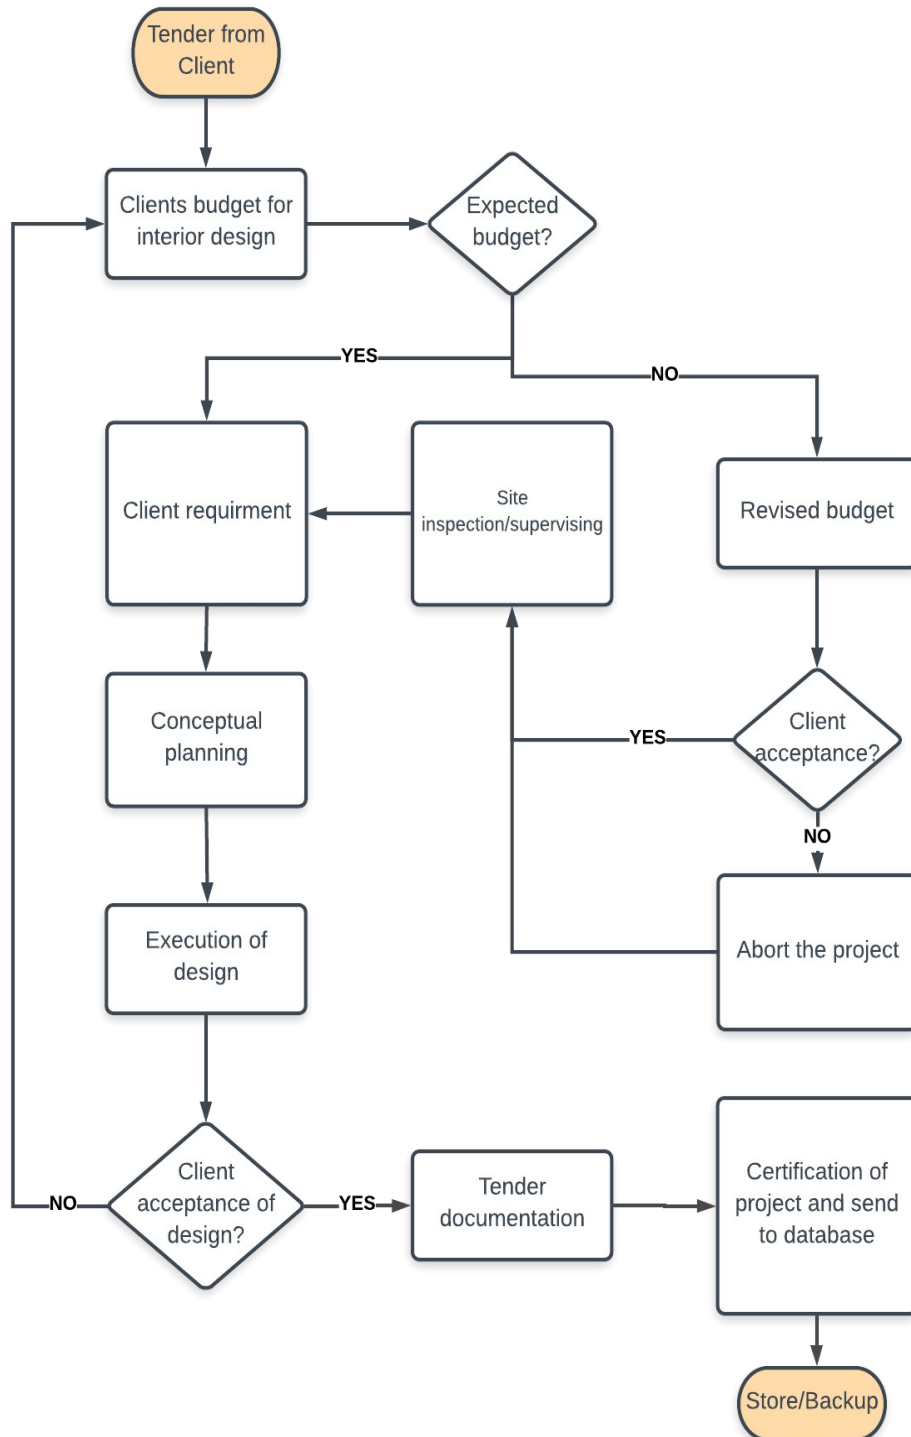 Tender from
Client
Clients budget for
interior design
Expected
budget?
YES
NO
Client requirment
Site
inspection/supervising
Revised budget
Conceptual
planning
YES
Client
acceptance?
NO
Execution of
design
Abort the project
Client
acceptance of
design?
NO
YES
Tender
documentation
Certification of
project and send
to database
Store/Backup